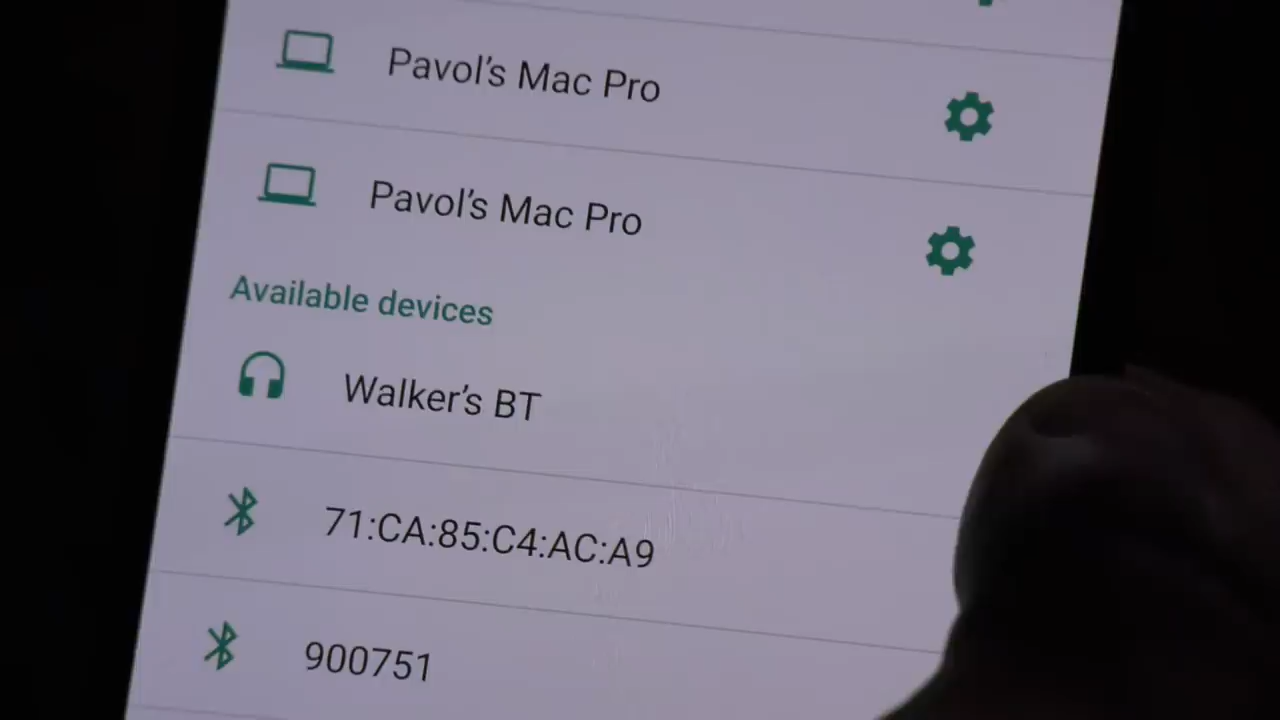 Pavol’s Mac Pro
Pavol’s Mac Pro
Available devices
Walker’s BT
71:CA:85:C4:AC:A9
900751